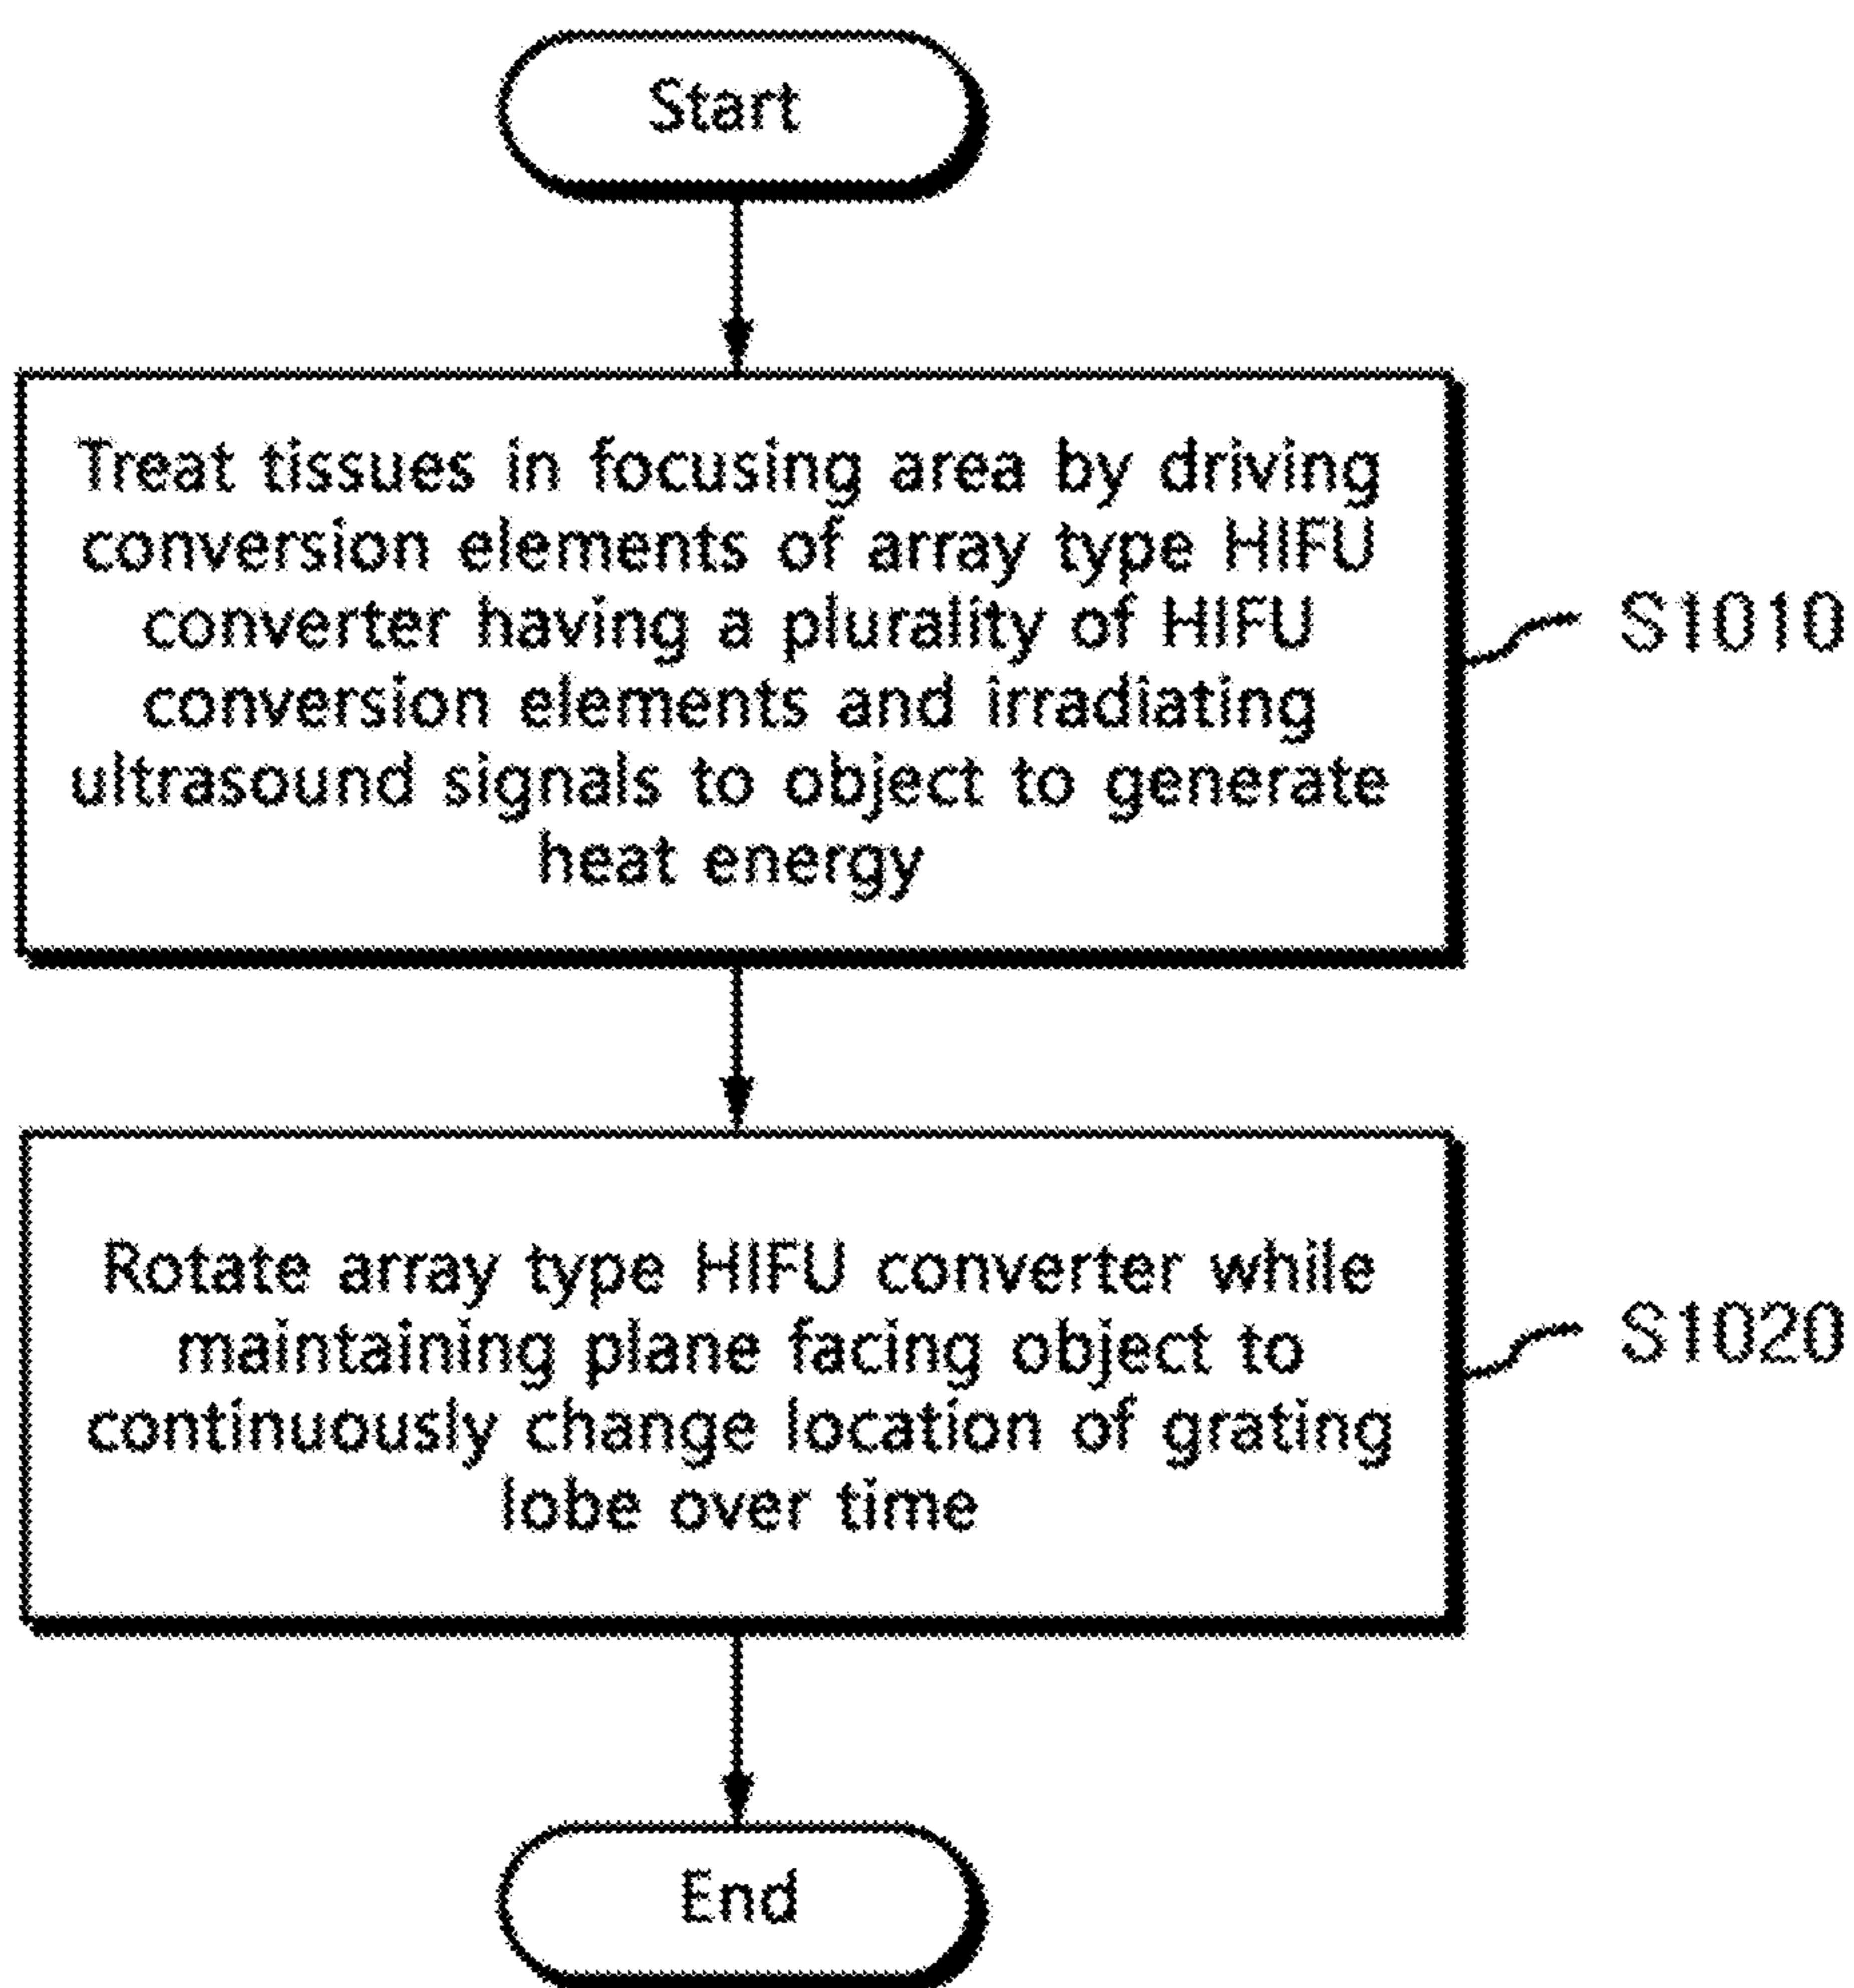 Start
Treat tissues in focusing area by driving
conversion elements of array type HIFU
converter having a plurality of HIFU
conversion elements and irradiating
ultrasound signals to object to generate
heat energy
S1010
Rotate array type HIFU converter while
maintaining plane facing object to
continuously change location of grating
lobe over time
S1020
End